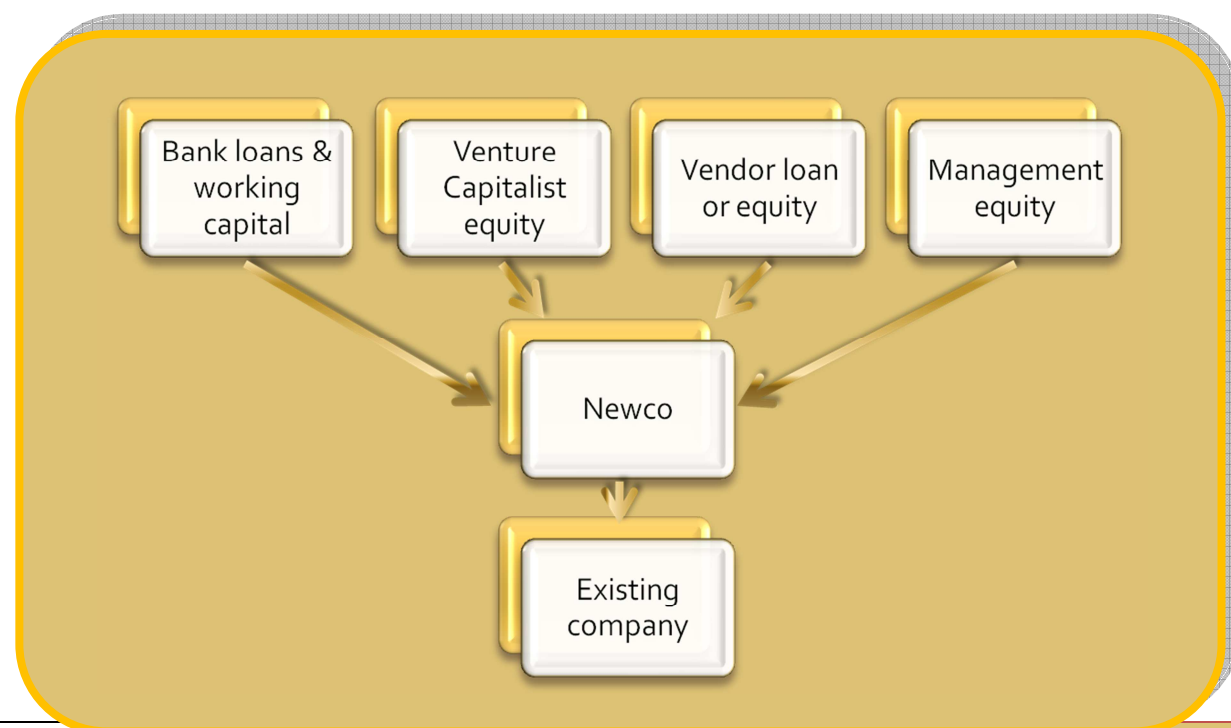 Bank loans &
working
capital
Venture
Capitalist
equity
Vendor loan
or equity
Management
equity
Newco
Existing
company